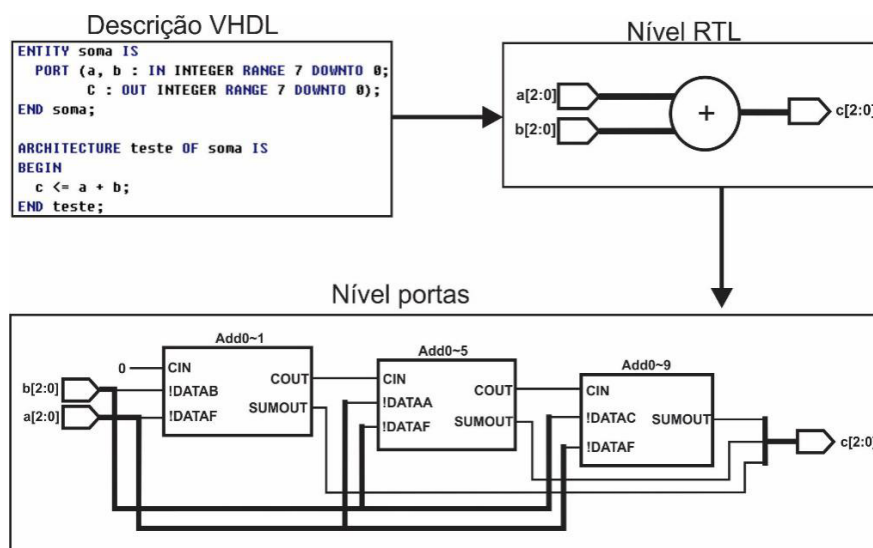 Descrição VHDL
ENTITY soma IS
PORT (a, b : IN INTEGER RANGE 7 DOWNTO 0;
C : OUT INTEGER RANGE 7 DOWNTO 0);
END soma;
ARCHITECTURE teste OF soma IS
BEGIN
c <= a + b;
END teste;
Nível RTL
a[2:0]
b[2:0]
+
c[2:0]
Nível portas
b[2:0]
a[2:0]
0
Add0~1
CIN
!DATAB
!DATAF
COUT
SUMOUT
Add0~5
CIN
!DATAA
!DATAF
COUT
SUMOUT
Add0~9
CIN
!DATAC
!DATAF
SUMOUT
c[2:0]